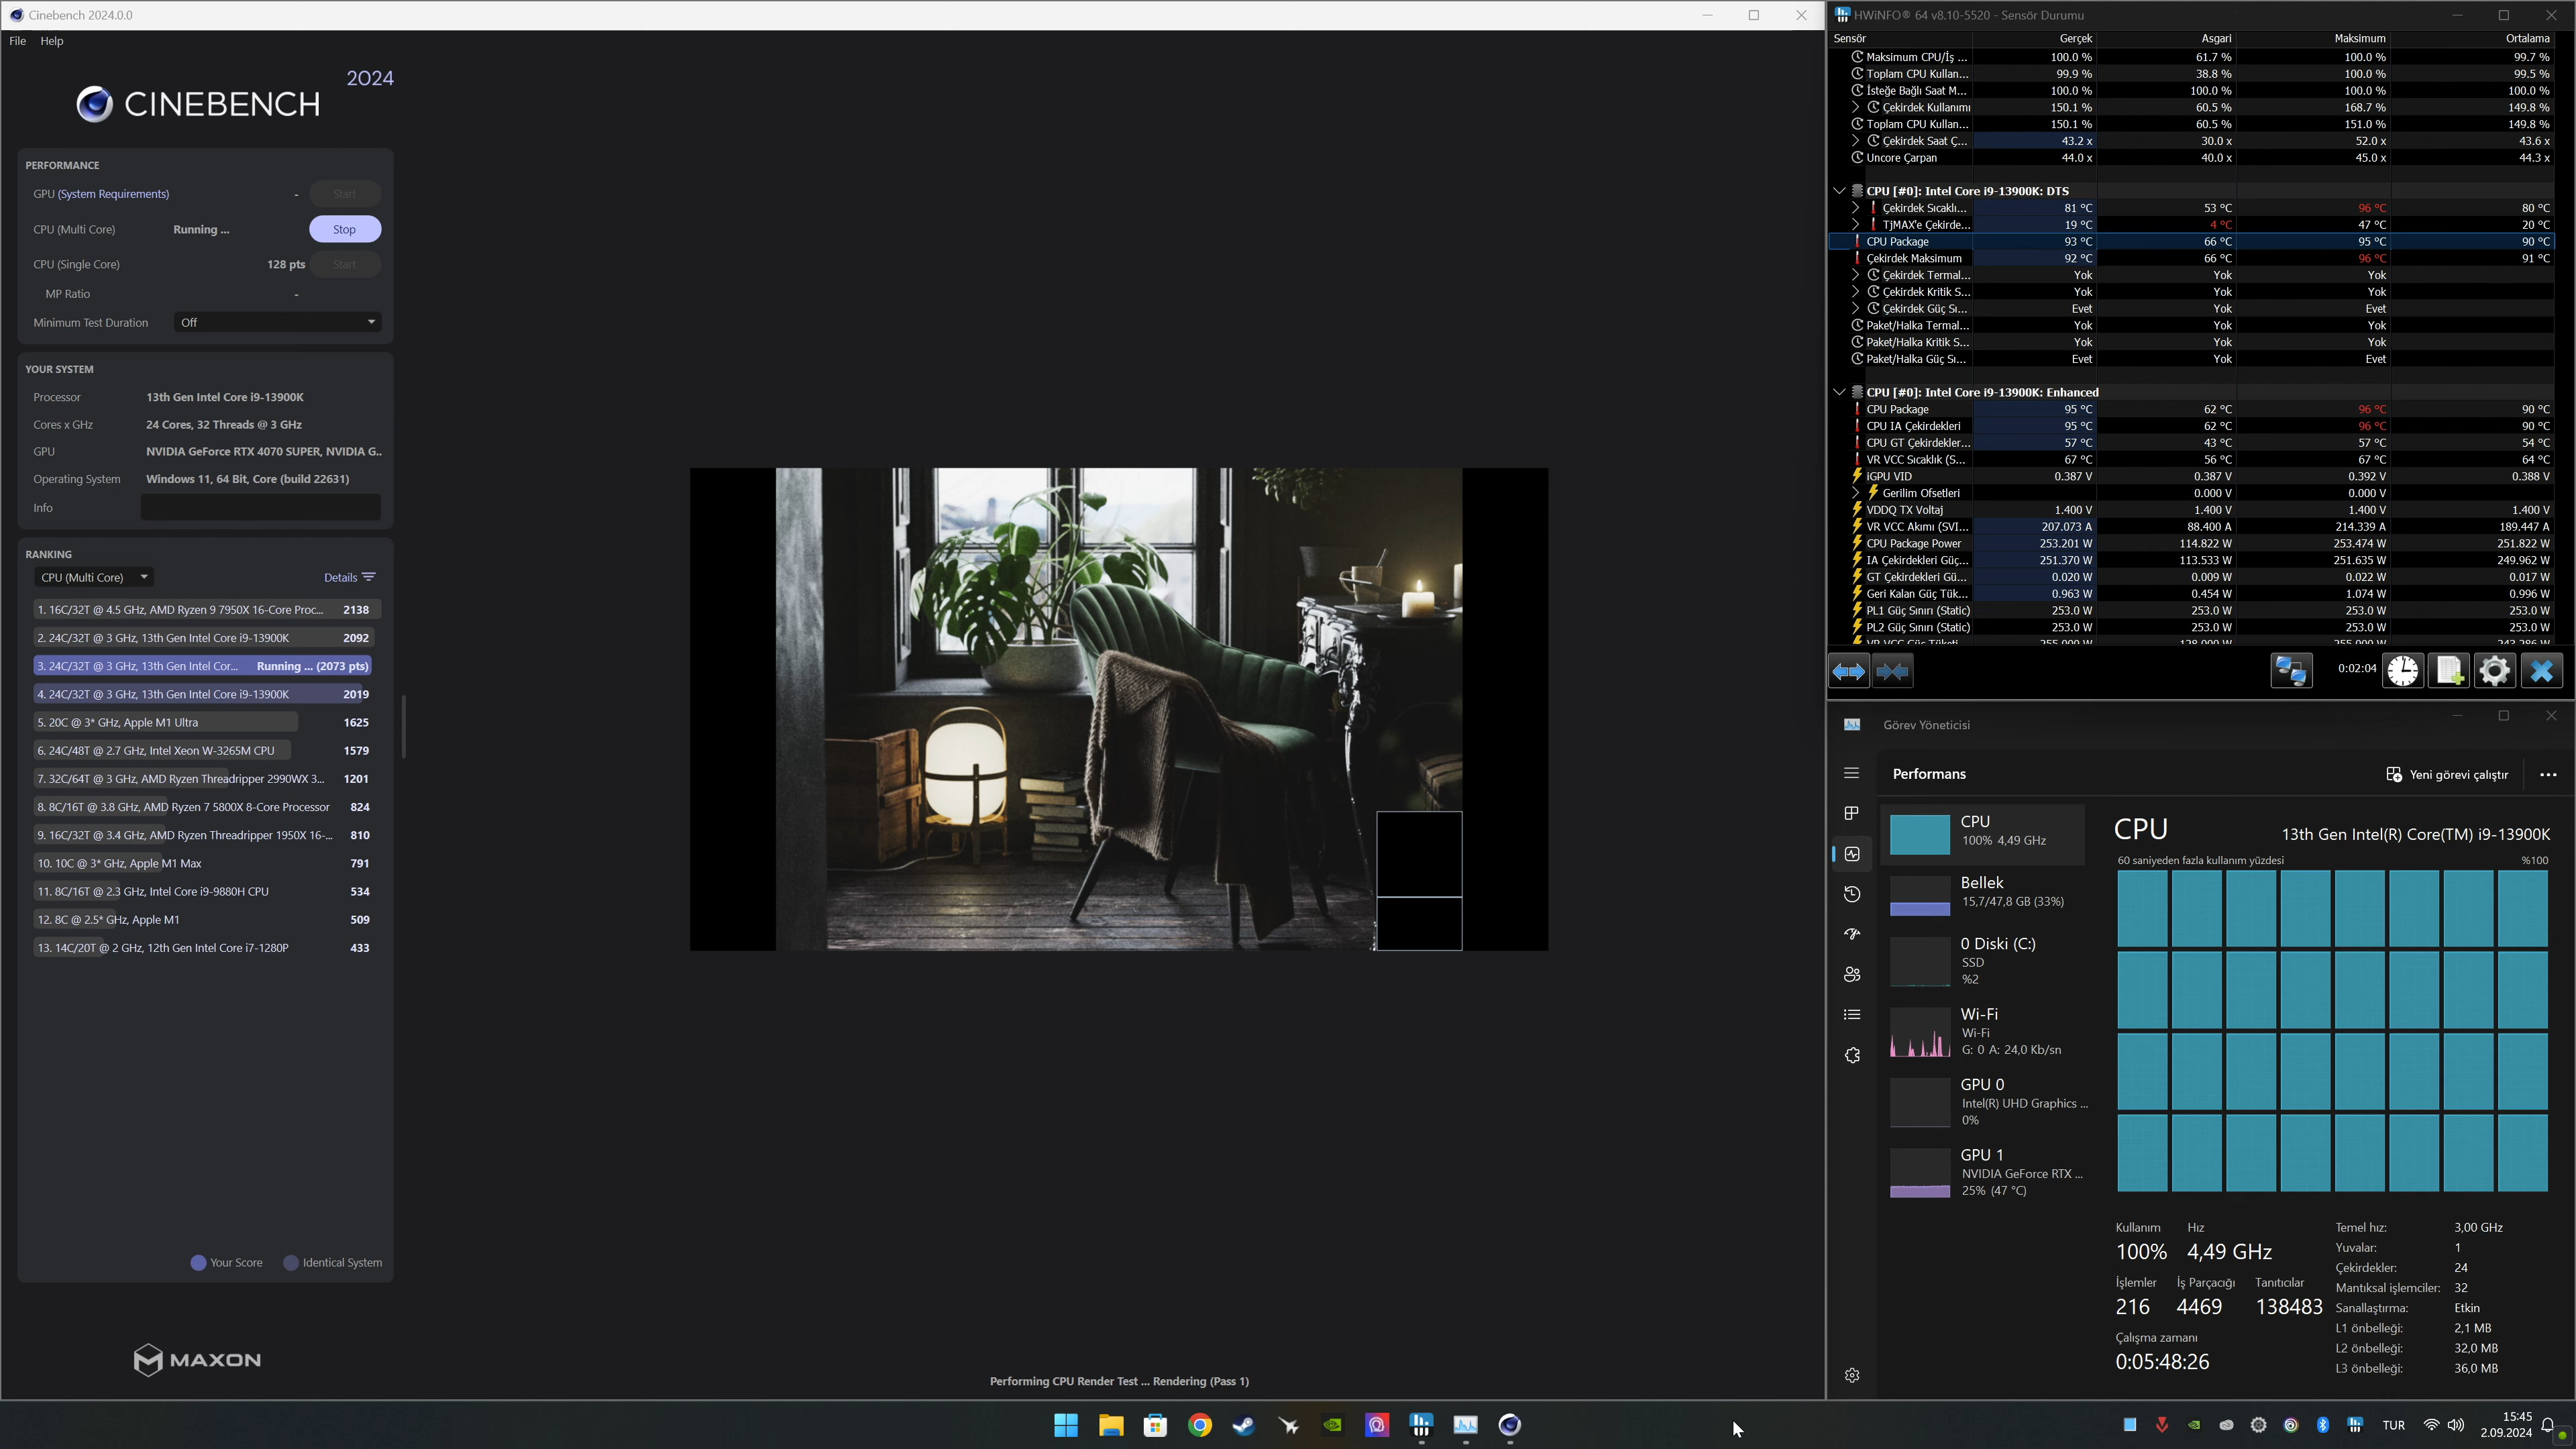 Cinebench 2024.0.0
File Help
CINEBENCH 2024
PERFORMANCE
GPU (System Requirements) - Start
CPU (Multi Core) Running ... Stop
CPU (Single Core) 128 pts Start
MP Ratio -
Minimum Test Duration Off
YOUR SYSTEM
Processor 13th Gen Intel Core i9-13900K
Cores x GHz 24 Cores, 32 Threads @ 3 GHz
GPU NVIDIA GeForce RTX 4070 SUPER, NVIDIA G..
Operating System Windows 11, 64 Bit, Core (build 22631)
Info
RANKING
CPU (Multi Core) Details
1. 16C/32T @ 4.5 GHz, AMD Ryzen 9 7950X 16-Core Proc... 2138
2. 24C/32T @ 3 GHz, 13th Gen Intel Core i9-13900K 2092
3. 24C/32T @ 3 GHz, 13th Gen Intel Cor... Running ... (2073 pts)
4. 24C/32T @ 3 GHz, 13th Gen Intel Core i9-13900K 2019
5. 20C @ 3* GHz, Apple M1 Ultra 1625
6. 24C/48T @ 2.7 GHz, Intel Xeon W-3265M CPU 1579
7. 32C/64T @ 3 GHz, AMD Ryzen Threadripper 2990WX 3... 1201
8. 8C/16T @ 3.8 GHz, AMD Ryzen 7 5800X 8-Core Processor 824
9. 16C/32T @ 3.4 GHz, AMD Ryzen Threadripper 1950X 16-... 810
10. 10C @ 3* GHz, Apple M1 Max 791
11. 8C/16T @ 2.3 GHz, Intel Core i9-9880H CPU 534
12. 8C @ 2.5* GHz, Apple M1 509
13. 14C/20T @ 2 GHz, 12th Gen Intel Core i7-1280P 433
Your Score Identical System
MAXON
Performing CPU Render Test ... Rendering (Pass 1)
HWiNFO® 64 v8.10-5520 - Sensör Durumu
Sensör Gerçek Asgari Maksimum Ortalama
Maksimum CPU/İş ... 100.0 % 61.7 % 100.0 % 99.7 %
Toplam CPU Kullan... 99.9 % 38.8 % 100.0 % 99.5 %
İsteğe Bağlı Saat M... 100.0 % 100.0 % 100.0 % 100.0 %
Çekirdek Kullanımı 150.1 % 60.5 % 168.7 % 149.8 %
Toplam CPU Kullan... 150.1 % 60.5 % 151.0 % 149.8 %
Çekirdek Saat Ç... 43.2 x 30.0 x 52.0 x 43.6 x
Uncore Çarpan 44.0 x 40.0 x 45.0 x 44.3 x
CPU [#0]: Intel Core i9-13900K: DTS
Çekirdek Sıcaklı... 81 °C 53 °C 96 °C 80 °C
TjMAX'e Çekirde... 19 °C 4 °C 47 °C 20 °C
CPU Package 93 °C 66 °C 95 °C 90 °C
Çekirdek Maksimum 92 °C 66 °C 96 °C 91 °C
Çekirdek Termal... Yok Yok Yok
Çekirdek Kritik S... Yok Yok Yok
Çekirdek Güç Sı... Evet Yok Evet
Paket/Halka Termal... Yok Yok Yok
Paket/Halka Kritik S... Yok Yok Yok
Paket/Halka Güç Sı... Evet Yok Evet
CPU [#0]: Intel Core i9-13900K: Enhanced
CPU Package 95 °C 62 °C 96 °C 90 °C
CPU IA Çekirdekleri 95 °C 62 °C 96 °C 90 °C
CPU GT Çekirdekler... 57 °C 43 °C 57 °C 54 °C
VR VCC Sıcaklık (S... 67 °C 56 °C 67 °C 64 °C
iGPU VID 0.387 V 0.387 V 0.392 V 0.388 V
Gerilim Ofsetleri 0.000 V 0.000 V
VDDQ TX Voltaj 1.400 V 1.400 V 1.400 V 1.400 V
VR VCC Akımı (SVI... 207.073 A 88.400 A 214.339 A 189.447 A
CPU Package Power 253.201 W 114.822 W 253.474 W 251.822 W
IA Çekirdekleri Güç... 251.370 W 113.533 W 251.635 W 249.962 W
GT Çekirdekleri Gü... 0.020 W 0.009 W 0.022 W 0.017 W
Geri Kalan Güç Tük... 0.963 W 0.454 W 1.074 W 0.996 W
PL1 Güç Sınırı (Static) 253.0 W 253.0 W 253.0 W 253.0 W
PL2 Güç Sınırı (Static) 253.0 W 253.0 W 253.0 W 253.0 W
0:02:04
Görev Yöneticisi
Performans Yeni görevi çalıştır
CPU
100% 4,49 GHz
Bellek
15,7/47,8 GB (33%)
0 Diski (C:)
SSD
%2
Wi-Fi
Wi-Fi
G: 0 A: 24,0 Kb/sn
GPU 0
Intel(R) UHD Graphics ...
0%
GPU 1
NVIDIA GeForce RTX ...
25% (47 °C)
CPU 13th Gen Intel(R) Core(TM) i9-13900K
60 saniyeden fazla kullanım yüzdesi %100
Kullanım Hız
100% 4,49 GHz
İşlemler İş Parçacığı Tanıtıcılar
216 4469 138483
Çalışma zamanı
0:05:48:26
Temel hız: 3,00 GHz
Yuvalar: 1
Çekirdekler: 24
Mantıksal işlemciler: 32
Sanallaştırma: Etkin
L1 önbelleği: 2,1 MB
L2 önbelleği: 32,0 MB
L3 önbelleği: 36,0 MB
TUR
15:45
2.09.2024